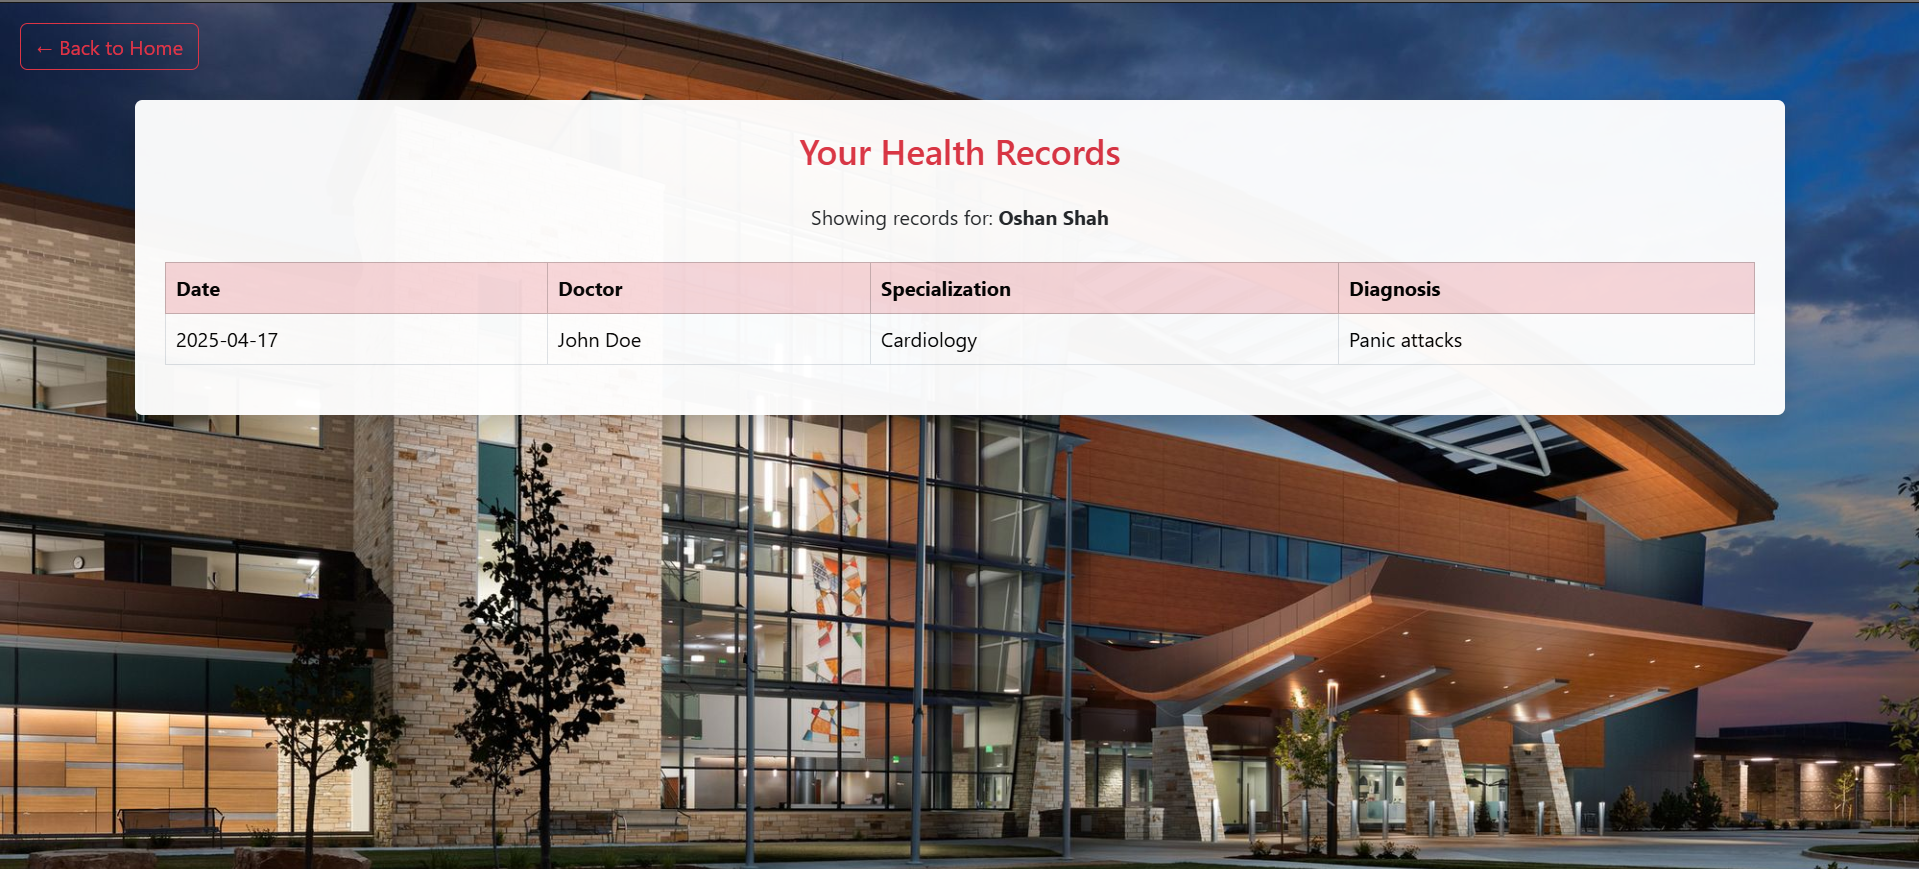 ← Back to Home
Your Health Records
Showing records for: Oshan Shah
Date Doctor Specialization Diagnosis
2025-04-17 John Doe Cardiology Panic attacks